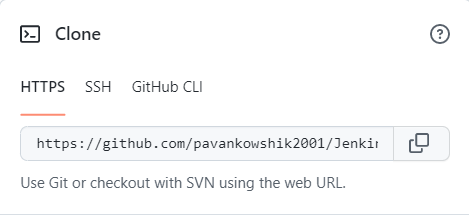 Clone
HTTPS SSH GitHub CLI
https://github.com/pavankowshik2001/Jenkin
Use Git or checkout with SVN using the web URL.